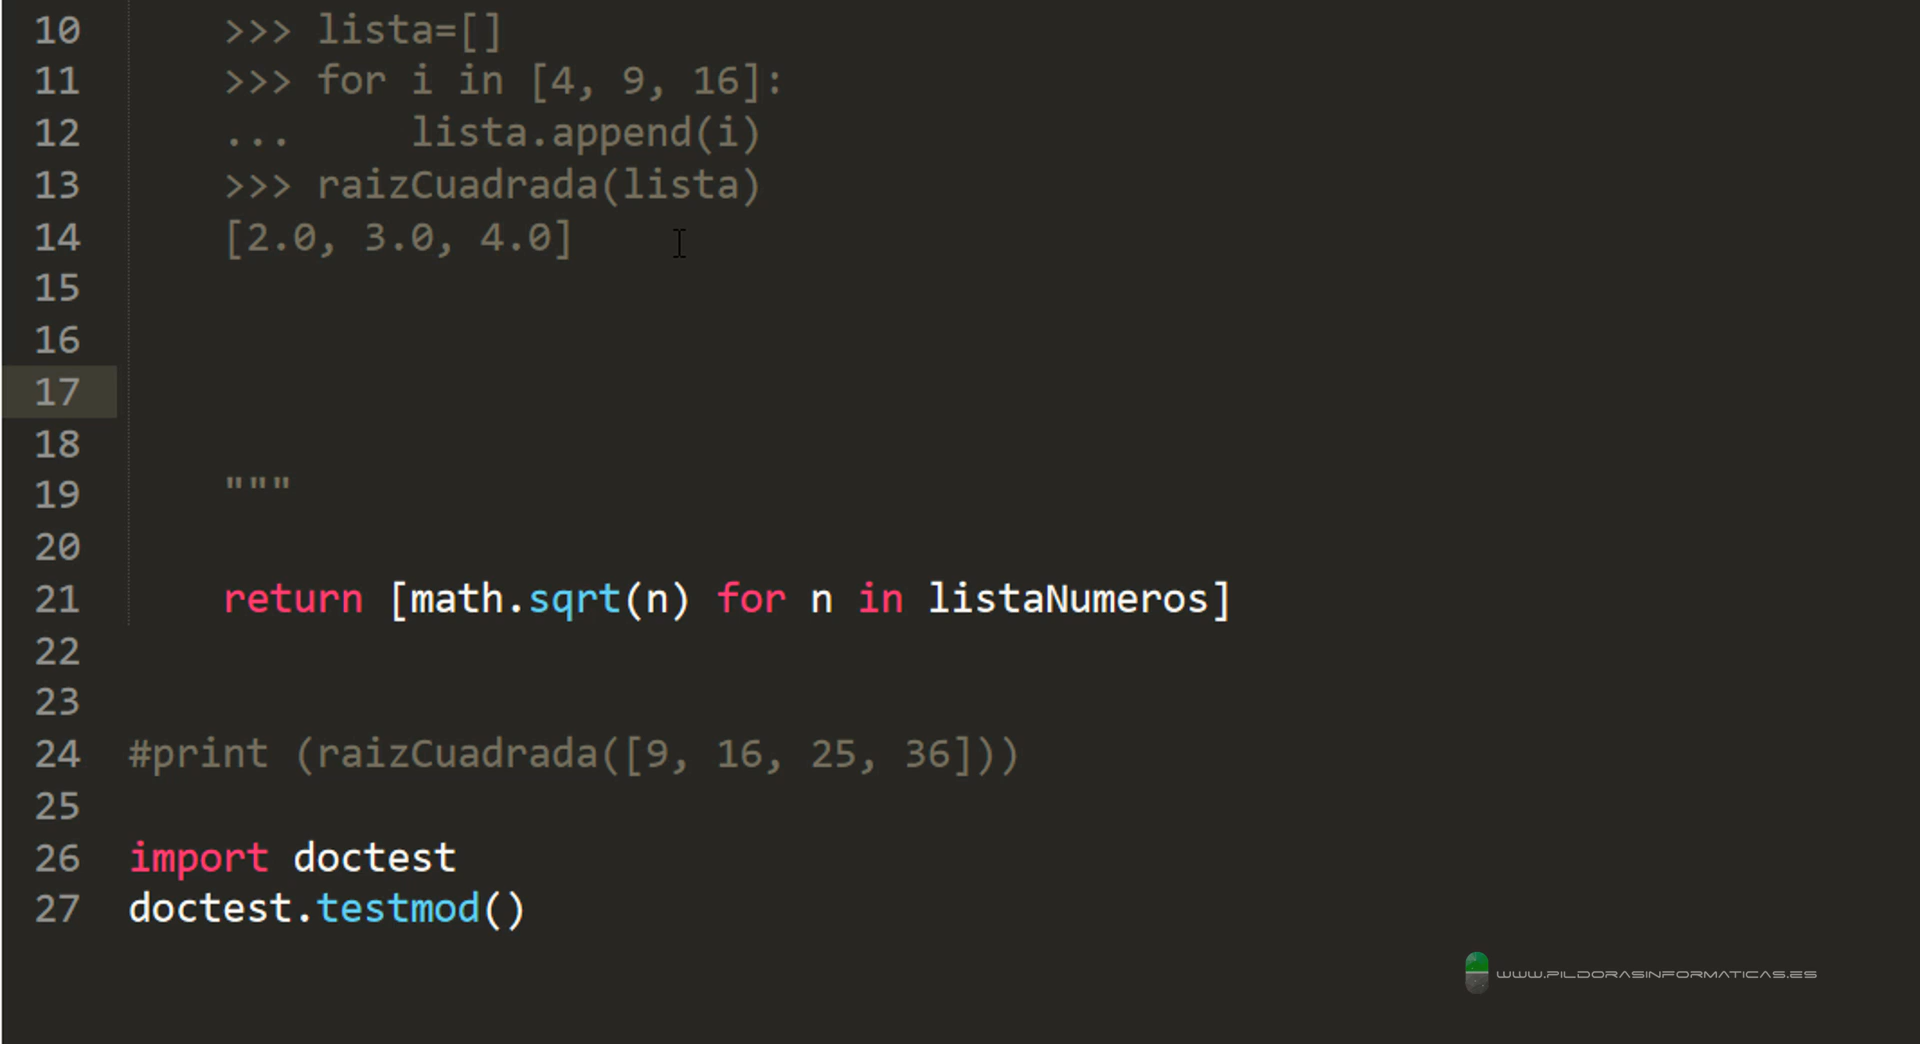 10 >>> lista=[]
11 >>> for i in [4, 9, 16]:
12 ...     lista.append(i)
13 >>> raizCuadrada(lista)
14 [2.0, 3.0, 4.0]
15
16
17
18
19 """
20
21 return [math.sqrt(n) for n in listaNumeros]
22
23
24 #print (raizCuadrada([9, 16, 25, 36]))
25
26 import doctest
27 doctest.testmod()
WWW.PILDORASINFORMATICAS.ES